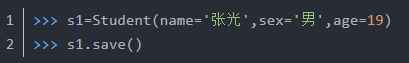 1 >>> s1=Student(name='张光',sex='男',age=19)
2 >>> s1.save()